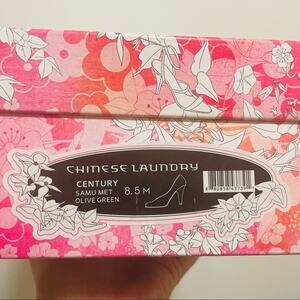 CHINESE LAUNDRY
CENTURY
SAMU MET 8.5 M
OLIVE GREEN